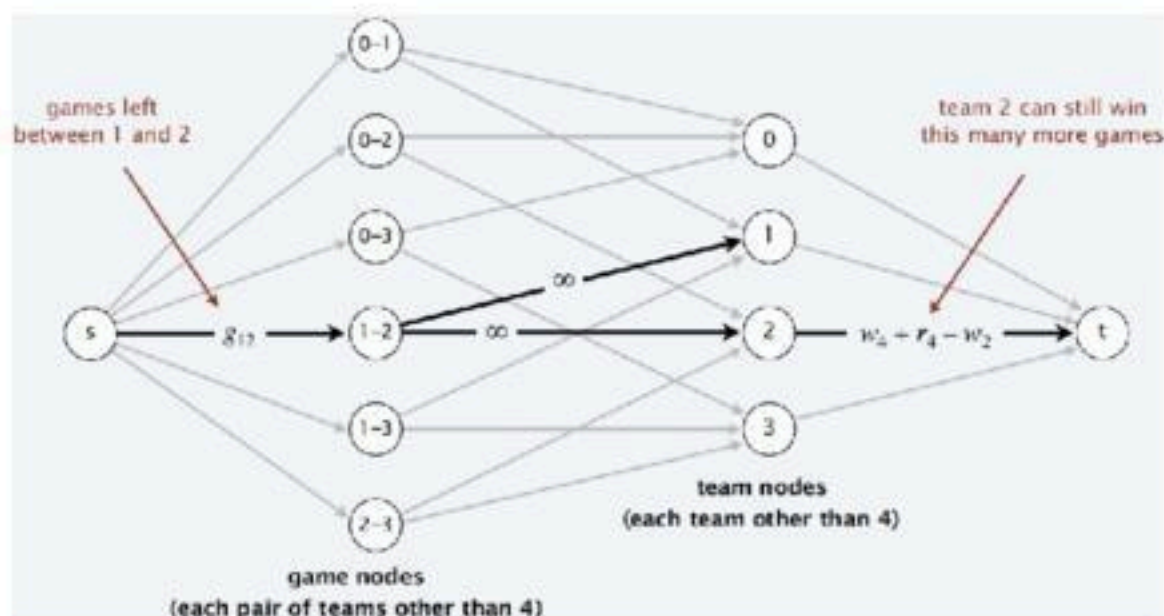 0–1
games left
between 1 and 2
team 2 can still win
this many more games
0–2
0
0–3
1
∞
s
g12
1–2
∞
2
w4 + r4 − w2
t
1–3
3
team nodes
(each team other than 4)
2–3
game nodes
(each pair of teams other than 4)